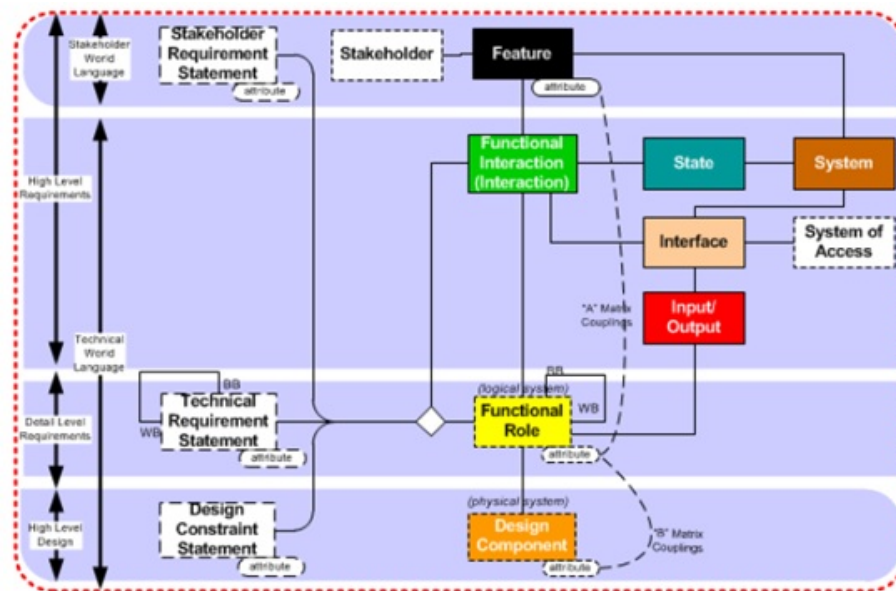 Stakeholder
World
Language
Stakeholder
Requirement
Statement
attribute
Stakeholder
Feature
attribute
High Level
Requirements
Functional
Interaction
(Interaction)
State
System
Interface
System of
Access
"A" Matrix
Couplings
Input/
Output
Technical
World
Language
BB
WB
Technical
Requirement
Statement
attribute
Detail Level
Requirements
(logical system)
BB
WB
Functional
Role
attribute
High Level
Design
Design
Constraint
Statement
attribute
(physical system)
Design
Component
attribute
"B" Matrix
Couplings